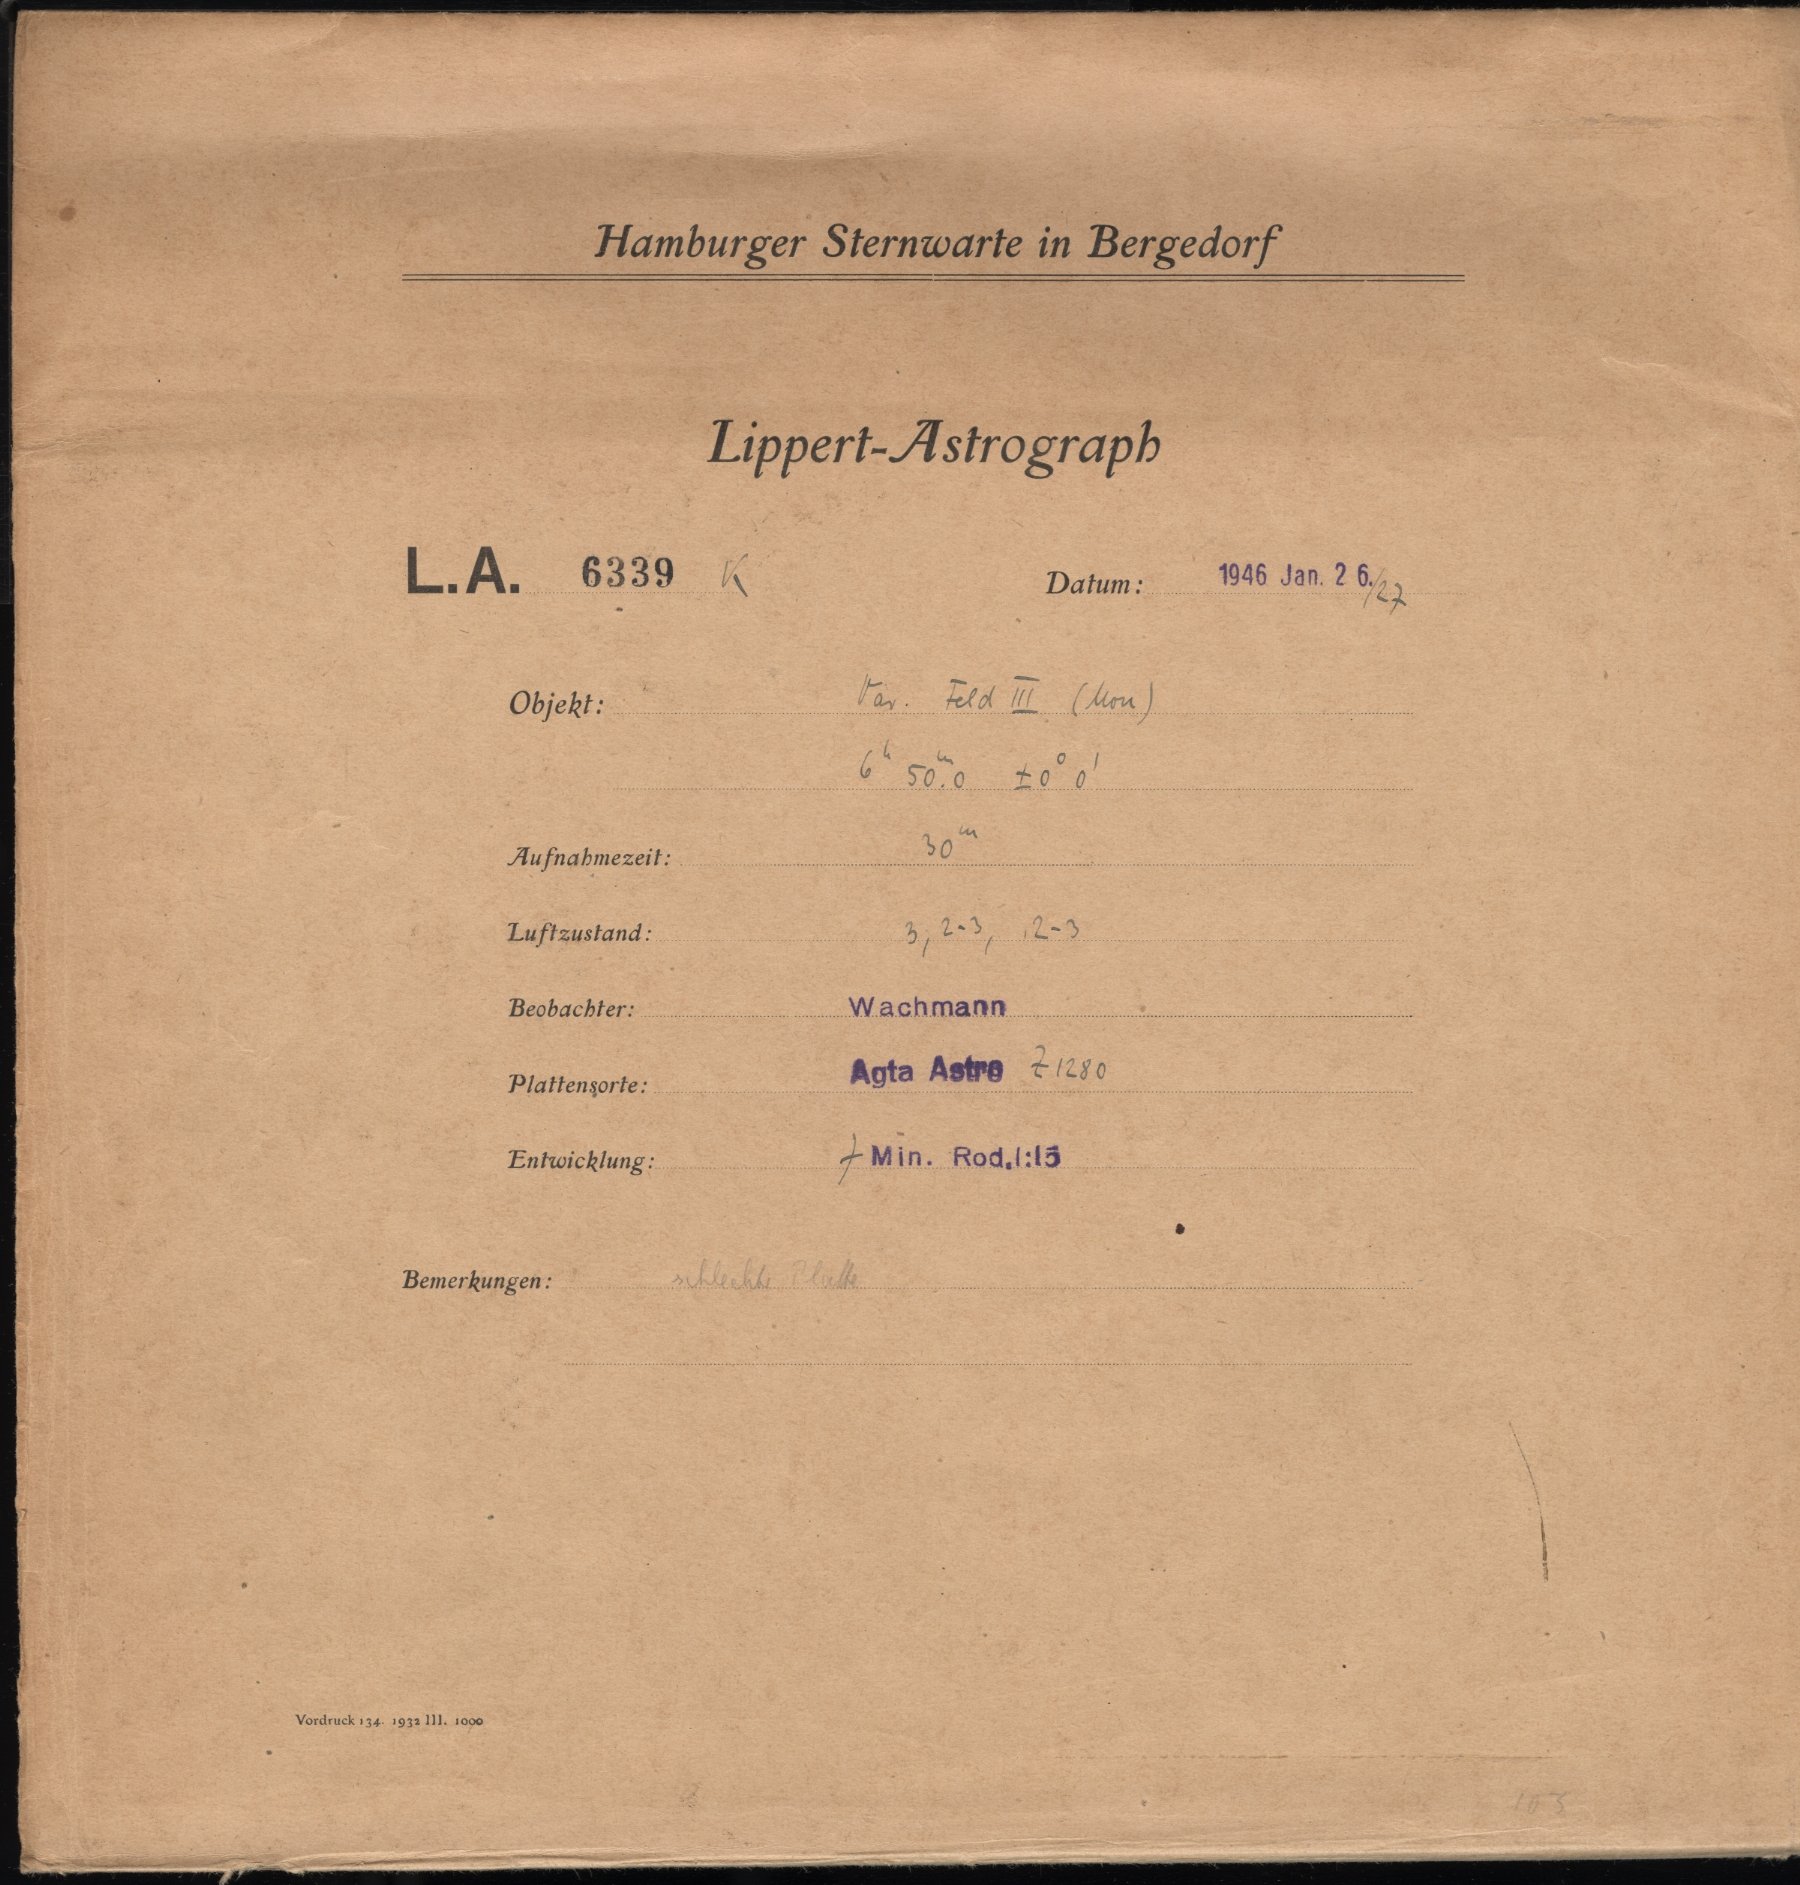 Hamburger Sternwarte in Bergedorf
Lippert-Astrograph
L.A. 6339 K Datum: 1946 Jan. 26./27
Objekt: Var. Feld III (Mon)
6h 50m.0 ±0° 0'
Aufnahmezeit: 30m
Luftzustand: 3, 2-3, 2-3
Beobachter: Wachmann
Plattensorte: Agfa Astro Z1280
Entwicklung: 7 Min. Rod. 1:15
Bemerkungen: schlechte Platte
Vordruck 134. 1932 III. 1000
103